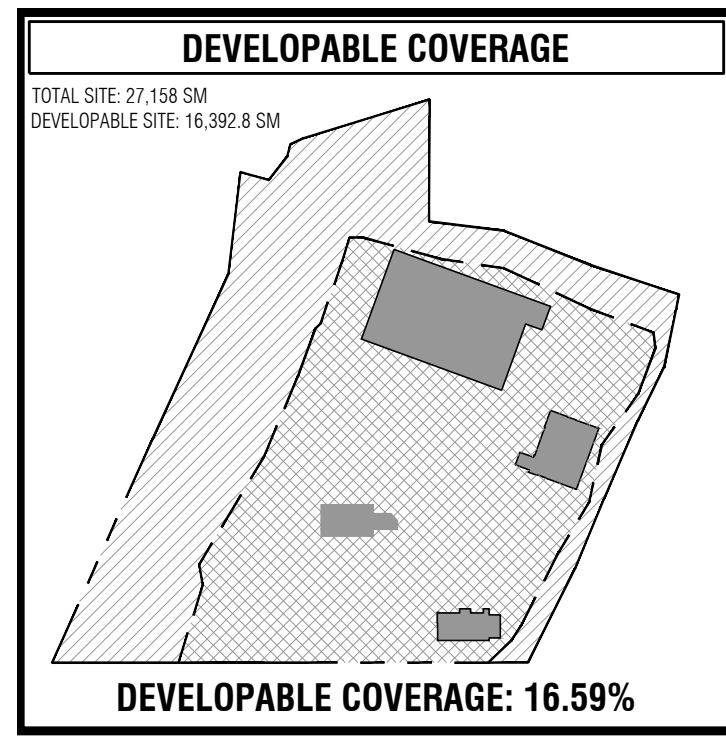 DEVELOPABLE COVERAGE
TOTAL SITE: 27,158 SM
DEVELOPABLE SITE: 16,392.8 SM
DEVELOPABLE COVERAGE: 16.59%